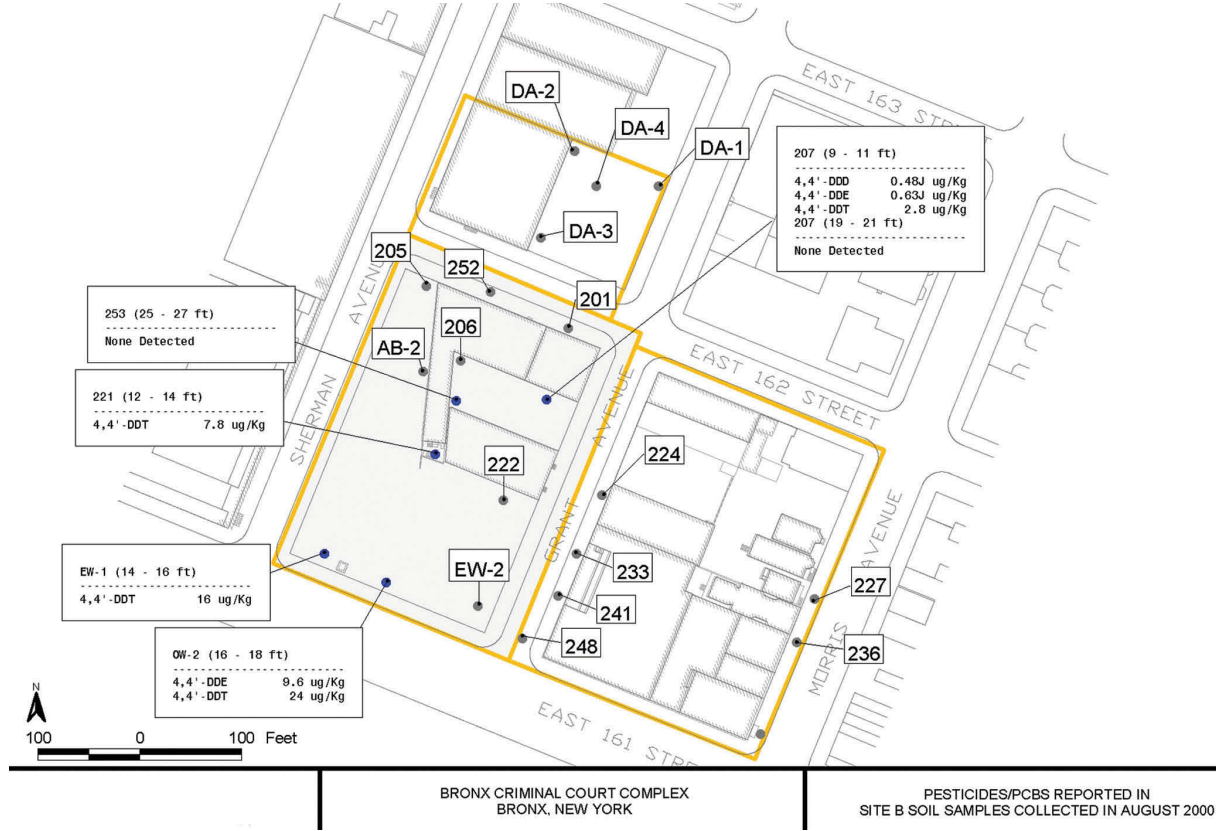 EAST 163 STREET
DA-2
DA-4
DA-1
DA-3
207 (9 - 11 ft)
4,4'-DDD 0.48J ug/Kg
4,4'-DDE 0.63J ug/Kg
4,4'-DDT 2.8 ug/Kg
207 (19 - 21 ft)
None Detected
205
252
201
206
AB-2
253 (25 - 27 ft)
None Detected
221 (12 - 14 ft)
4,4'-DDT 7.8 ug/Kg
SHERMAN AVENUE
EAST 162 STREET
GRANT AVENUE
222
224
233
241
248
EW-2
227
236
MORRIS AVENUE
EW-1 (14 - 16 ft)
4,4'-DDT 16 ug/Kg
OW-2 (16 - 18 ft)
4,4'-DDE 9.6 ug/Kg
4,4'-DDT 24 ug/Kg
EAST 161
N
100 0 100 Feet
BRONX CRIMINAL COURT COMPLEX
BRONX, NEW YORK
PESTICIDES/PCBS REPORTED IN
SITE B SOIL SAMPLES COLLECTED IN AUGUST 2000